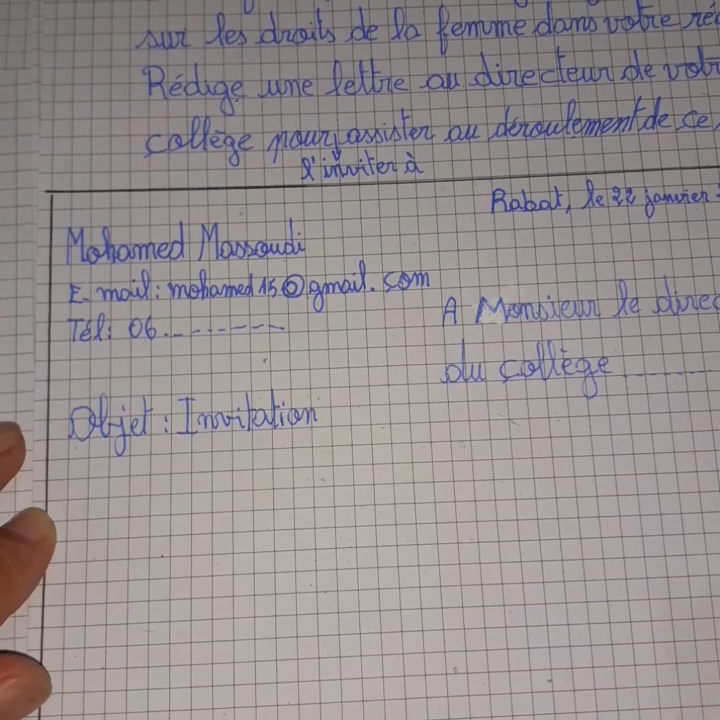 sur les droits de la femme dans votre
Rédige une lettre au directeur de
collège pour assister au déroulement de ce
l'inviter à
Rabat, le 22 janvier
Mohamed Massoudi
E-mail: mohamed15@gmail.com
Tél: 06---------
A Monsieur le
du collège
Objet : Invitation